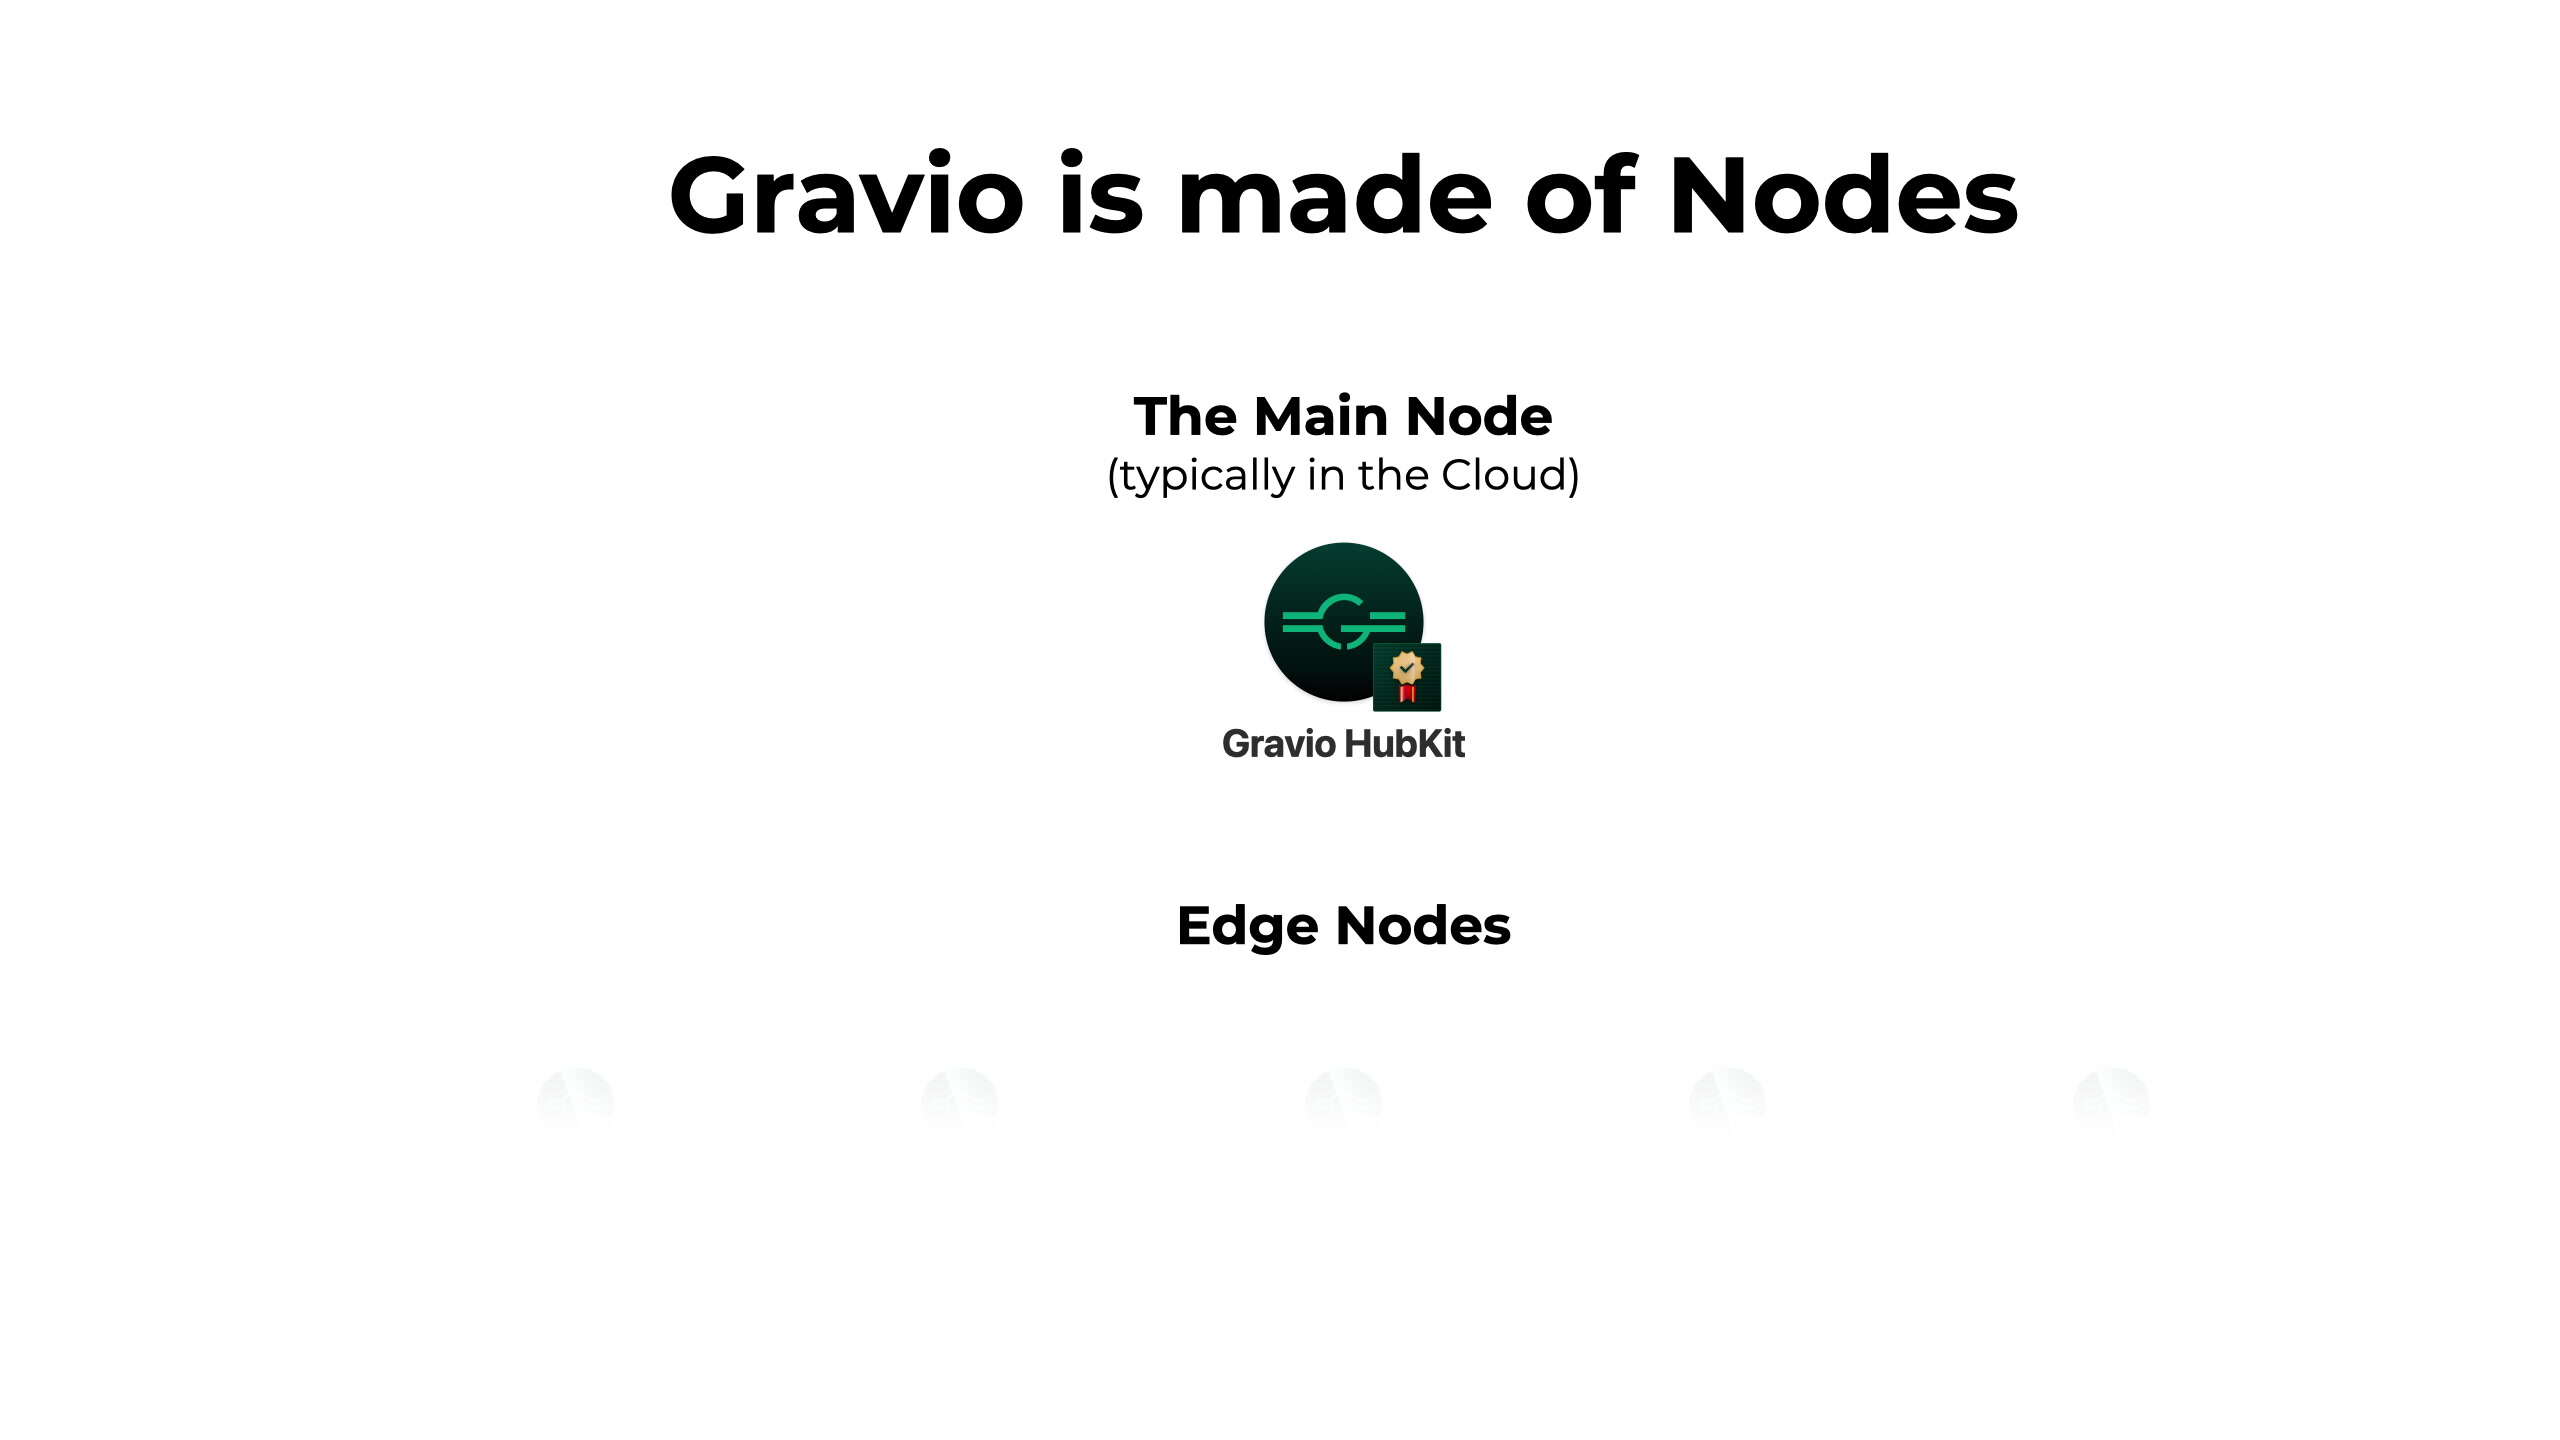 Gravio is made of Nodes
The Main Node
(typically in the Cloud)
Gravio HubKit
Edge Nodes